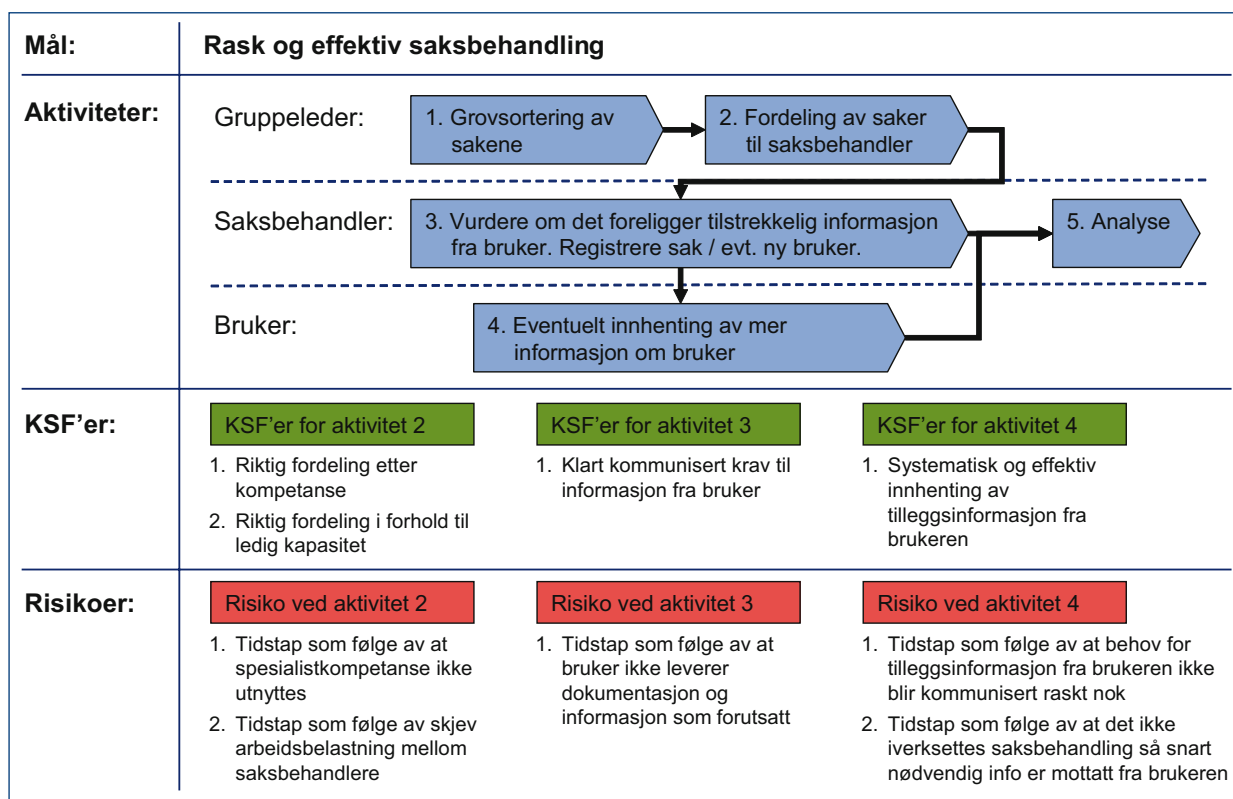 Mål:
Rask og effektiv saksbehandling
Aktiviteter:
Gruppeleder:
1. Grovsortering av
sakene
2. Fordeling av saker
til saksbehandler
Saksbehandler:
3. Vurdere om det foreligger tilstrekkelig informasjon
fra bruker. Registrere sak / evt. ny bruker.
5. Analyse
Bruker:
4. Eventuelt innhenting av mer
informasjon om bruker
KSF'er:
KSF'er for aktivitet 2
1. Riktig fordeling etter
kompetanse
2. Riktig fordeling i forhold til
ledig kapasitet
KSF'er for aktivitet 3
1. Klart kommunisert krav til
informasjon fra bruker
KSF'er for aktivitet 4
1. Systematisk og effektiv
innhenting av
tilleggsinformasjon fra
brukeren
Risikoer:
Risiko ved aktivitet 2
1. Tidstap som følge av at
spesialistkompetanse ikke
utnyttes
2. Tidstap som følge av skjev
arbeidsbelastning mellom
saksbehandlere
Risiko ved aktivitet 3
1. Tidstap som følge av at
bruker ikke leverer
dokumentasjon og
informasjon som forutsatt
Risiko ved aktivitet 4
1. Tidstap som følge av at behov for
tilleggsinformasjon fra brukeren ikke
blir kommunisert raskt nok
2. Tidstap som følge av at det ikke
iverksettes saksbehandling så snart
nødvendig info er mottatt fra brukeren